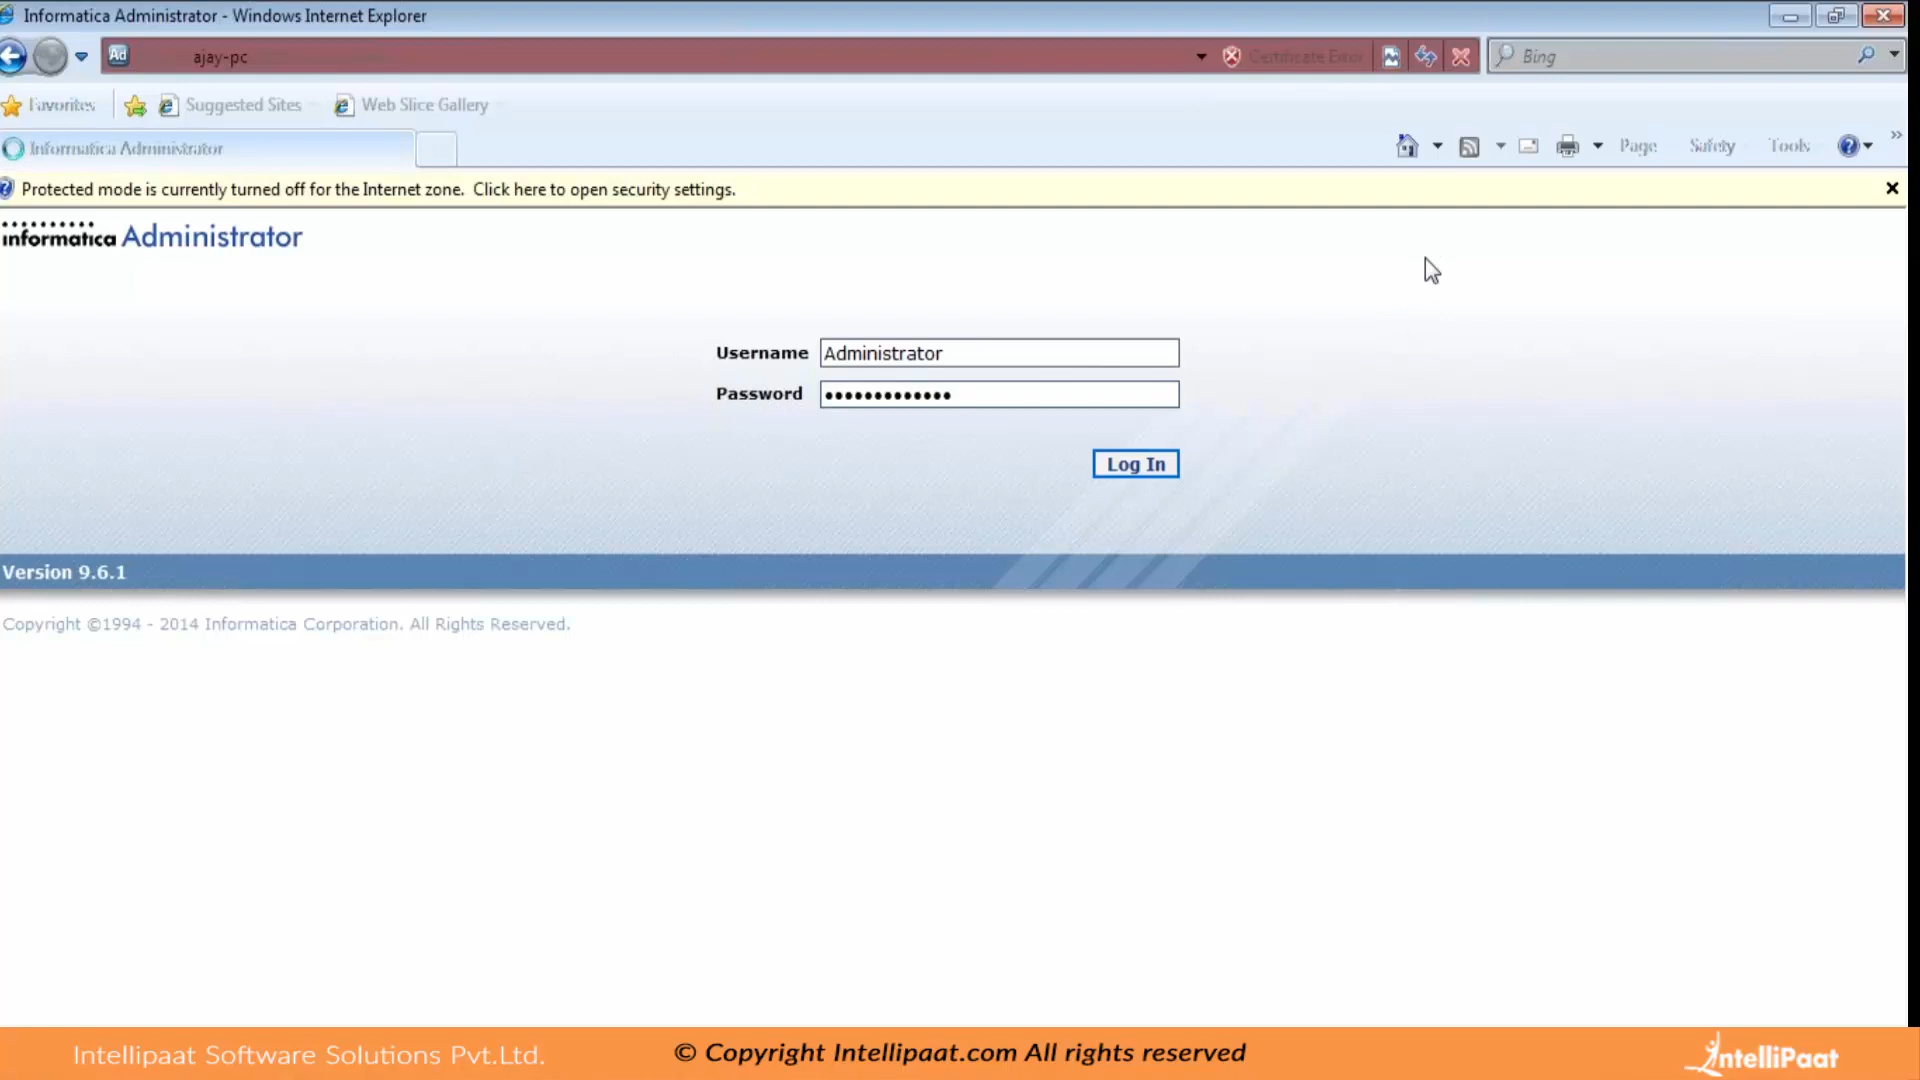 Informatica Administrator - Windows Internet Explorer
Ad ajay-pc Certificate Error Bing
Favorites Suggested Sites Web Slice Gallery
Informatica Administrator Page Safety Tools
Protected mode is currently turned off for the Internet zone. Click here to open security settings.
informatica Administrator
Username Administrator
Password
Log In
Version 9.6.1
Copyright ©1994 - 2014 Informatica Corporation. All Rights Reserved.
Intellipaat Software Solutions Pvt.Ltd. © Copyright Intellipaat.com All rights reserved IntelliPaat